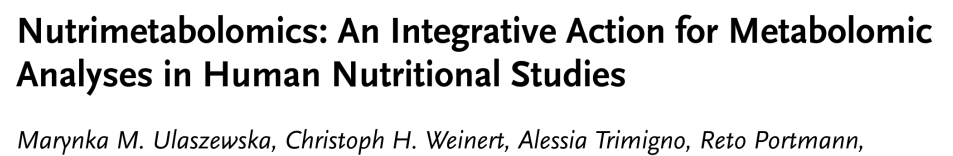 Nutrimetabolomics: An Integrative Action for Metabolomic
Analyses in Human Nutritional Studies
Marynka M. Ulaszewska, Christoph H. Weinert, Alessia Trimigno, Reto Portmann,